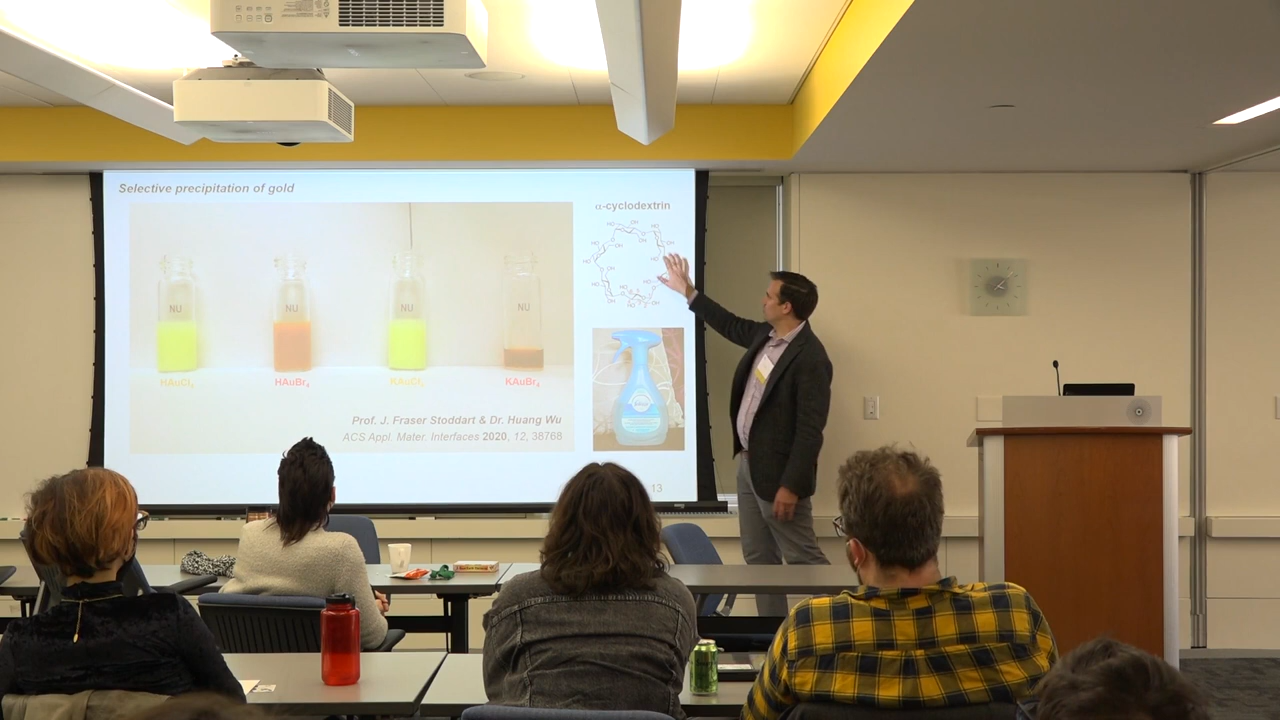 Selective precipitation of gold
α-cyclodextrin
NU
NU
NU
NU
HAuCl₄
HAuBr₄
KAuCl₄
KAuBr₄
Prof. J. Fraser Stoddart & Dr. Huang Wu
ACS Appl. Mater. Interfaces 2020, 12, 38768
13